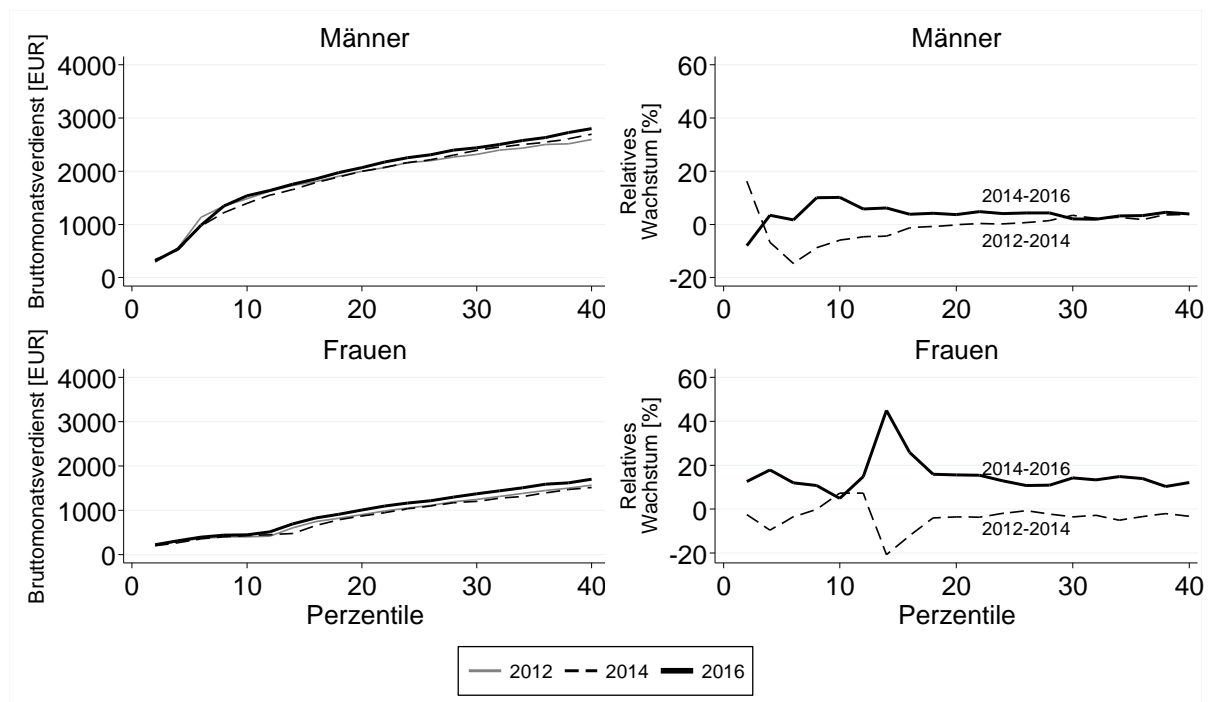 Männer
Bruttomonatsverdienst [EUR]
4000
3000
2000
1000
0
0 10 20 30 40
Männer
Relatives
Wachstum [%]
60
40
20
0
-20
2014-2016
2012-2014
0 10 20 30 40
Frauen
Bruttomonatsverdienst [EUR]
4000
3000
2000
1000
0
0 10 20 30 40
Perzentile
Frauen
Relatives
Wachstum [%]
60
40
20
0
-20
2014-2016
2012-2014
0 10 20 30 40
Perzentile
2012 2014 2016